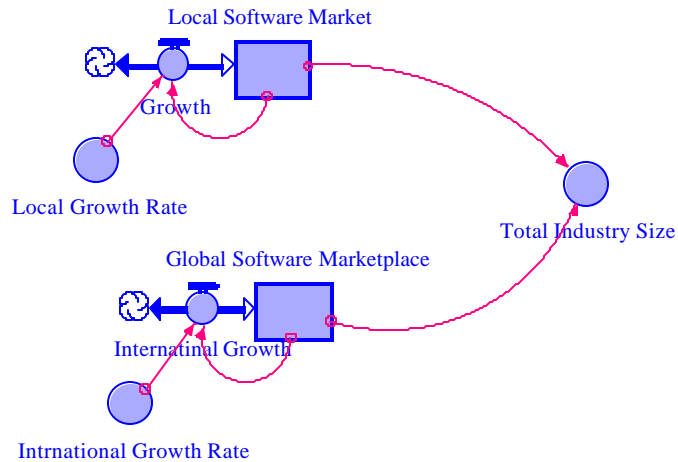 Local Software Market
Growth
Local Growth Rate
Total Industry Size
Global Software Marketplace
Internatinal Growth
Intrnational Growth Rate